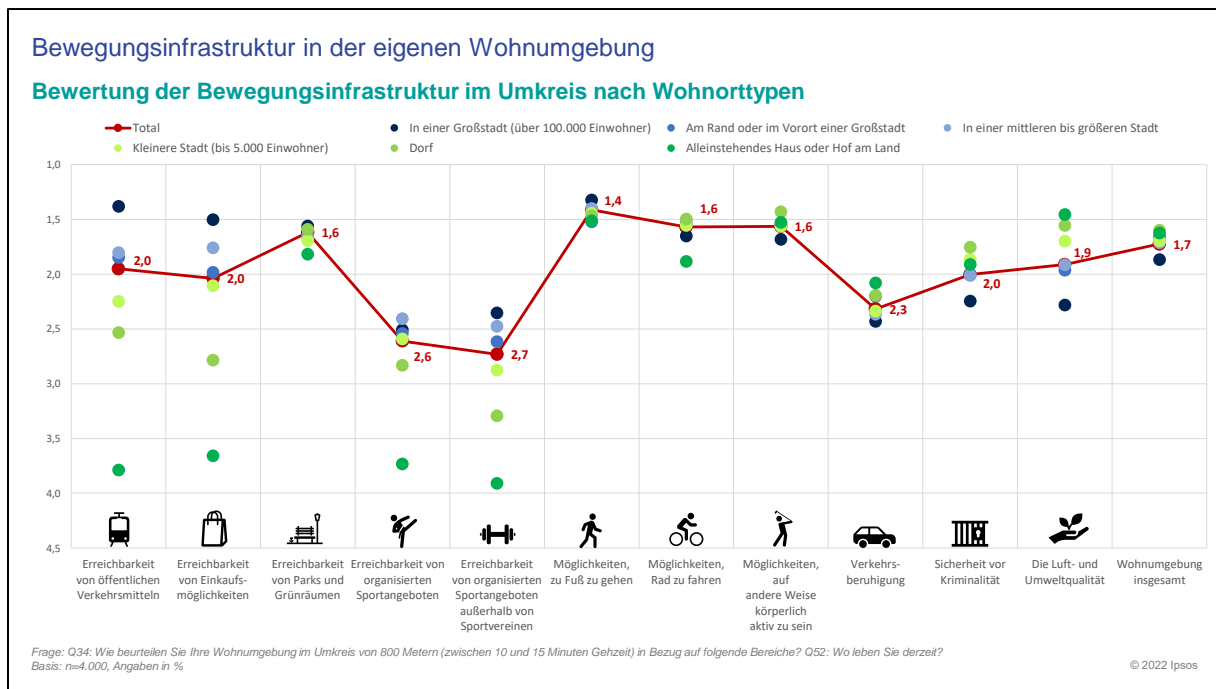 Bewegungsinfrastruktur in der eigenen Wohnumgebung
Bewertung der Bewegungsinfrastruktur im Umkreis nach Wohnorttypen
Total
In einer Großstadt (über 100.000 Einwohner)
Am Rand oder im Vorort einer Großstadt
In einer mittleren bis größeren Stadt
Kleinere Stadt (bis 5.000 Einwohner)
Dorf
Alleinstehendes Haus oder Hof am Land
1,0
1,5
2,0
2,5
3,0
3,5
4,0
4,5
2,0
2,0
1,6
2,6
2,7
1,4
1,6
1,6
2,3
2,0
1,9
1,7
Erreichbarkeit
von öffentlichen
Verkehrsmitteln
Erreichbarkeit
von Einkaufs-
möglichkeiten
Erreichbarkeit
von Parks und
Grünräumen
Erreichbarkeit von
organisierten
Sportangeboten
Erreichbarkeit
von organisierten
Sportangeboten
außerhalb von
Sportvereinen
Möglichkeiten,
zu Fuß zu gehen
Möglichkeiten,
Rad zu fahren
Möglichkeiten,
auf
andere Weise
körperlich
aktiv zu sein
Verkehrs-
beruhigung
Sicherheit vor
Kriminalität
Die Luft- und
Umweltqualität
Wohnumgebung
insgesamt
Frage: Q34: Wie beurteilen Sie Ihre Wohnumgebung im Umkreis von 800 Metern (zwischen 10 und 15 Minuten Gehzeit) in Bezug auf folgende Bereiche? Q52: Wo leben Sie derzeit?
Basis: n=4.000, Angaben in %
© 2022 Ipsos